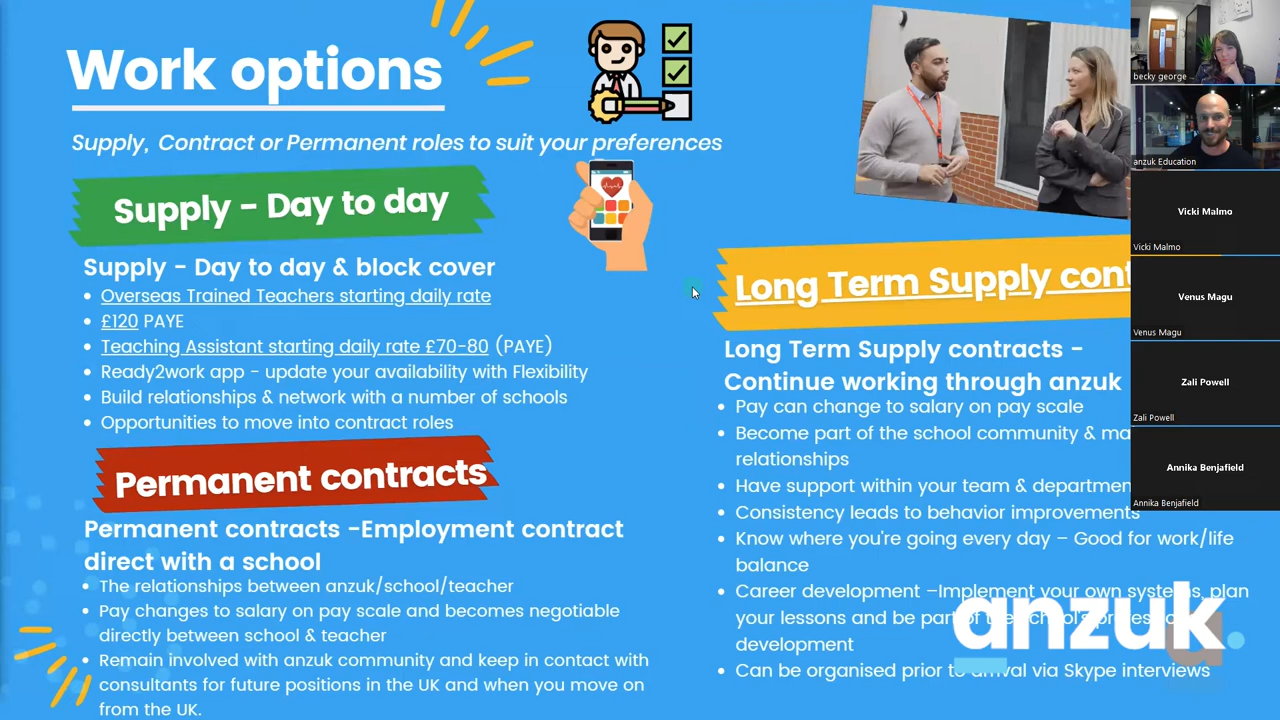 Work options
Supply, Contract or Permanent roles to suit your preferences
Supply - Day to day
Supply - Day to day & block cover
• Overseas Trained Teachers starting daily rate
• £120 PAYE
• Teaching Assistant starting daily rate £70-80 (PAYE)
• Ready2work app - update your availability with Flexibility
• Build relationships & network with a number of schools
• Opportunities to move into contract roles
Permanent contracts
Permanent contracts -Employment contract
direct with a school
• The relationships between anzuk/school/teacher
• Pay changes to salary on pay scale and becomes negotiable
directly between school & teacher
• Remain involved with anzuk community and keep in contact with
consultants for future positions in the UK and when you move on
from the UK.
Long Term Supply
Long Term Supply contracts -
Continue working through anzuk
• Pay can change to salary on pay scale
• Become part of the school community &
relationships
• Have support within your team &
• Consistency leads to behavior improvements
• Know where you're going every day – Good for work/life
balance
• Career development –Implement your own systems, plan
your lessons and be part of the school's
development
• Can be organised prior to arrival via Skype interviews
anzuk.
becky george
anzuk Education
Vicki Malmo
Vicki Malmo
Venus Magu
Venus Magu
Zali Powell
Zali Powell
Annika Benjafield
Annika Benjafield